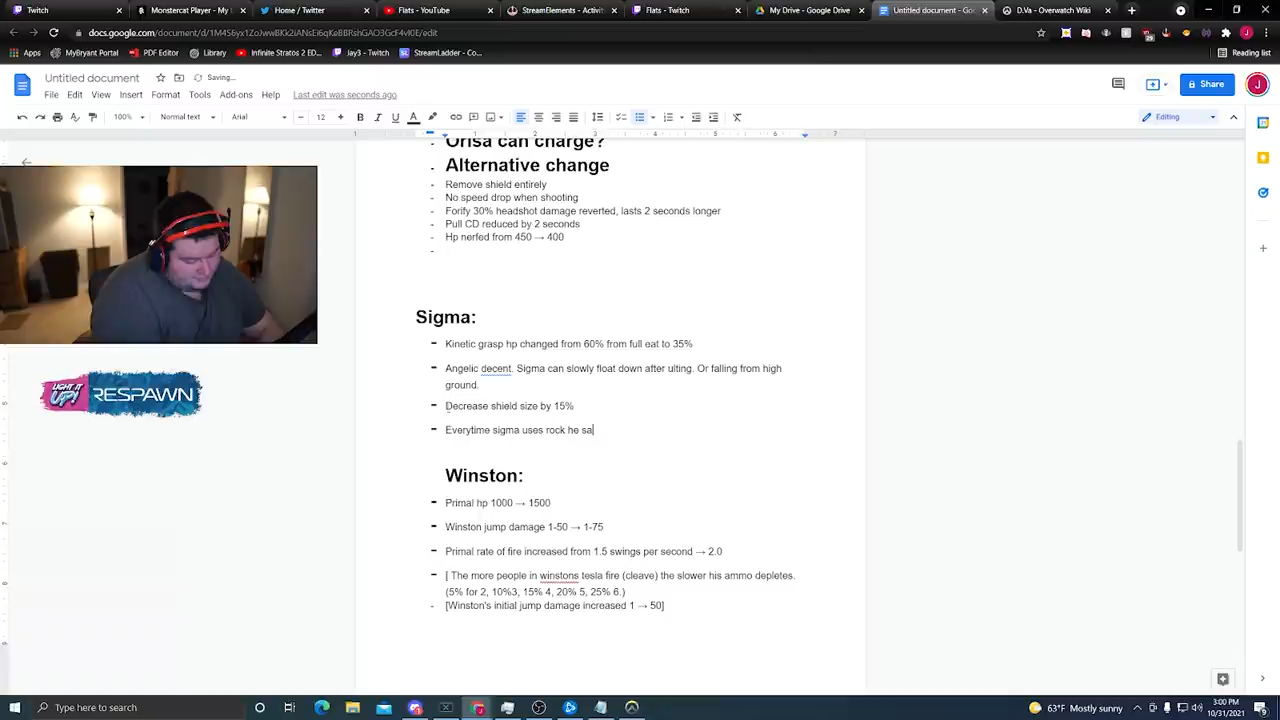 Twitch
Monstercat Player - My L
Home / Twitter
Flats - YouTube
StreamElements - A
Flats - Twitch
My Drive - Google Drive
Untitled document - Go
D.Va - Overwatch Wiki
docs.google.com/document/d/1M4S6yx1ZoJwwBKk2iANsEi6qKeBBRshGAO3GcF4vI0E/edit
Apps
MyBryant Portal
PDF Editor
Library
Infinite Stratos 2 ED...
Jay3 - Twitch
StreamLadder - Co...
Reading list
Untitled document
Saving...
File Edit View Insert Format Tools Add-ons Help Last edit was seconds ago
Share
J
100% Normal text Arial 12
B I U A
Editing
Orisa can charge?
- Alternative change
- Remove shield entirely
- No speed drop when shooting
- Forify 30% headshot damage reverted, lasts 2 seconds longer
- Pull CD reduced by 2 seconds
- Hp nerfed from 450 → 400
-
Sigma:
- Kinetic grasp hp changed from 60% from full eat to 35%
- Angelic decent. Sigma can slowly float down after ulting. Or falling from high
ground.
- Decrease shield size by 15%
- Everytime sigma uses rock he sa
LIGHT IT UP! RESPAWN
Winston:
- Primal hp 1000 → 1500
- Winston jump damage 1-50 → 1-75
- Primal rate of fire increased from 1.5 swings per second → 2.0
- [ The more people in winstons tesla fire (cleave) the slower his ammo depletes.
(5% for 2, 10%3, 15% 4, 20% 5, 25% 6.)
- [Winston's initial jump damage increased 1 → 50]
Type here to search
63°F Mostly sunny
3:00 PM
10/31/2021